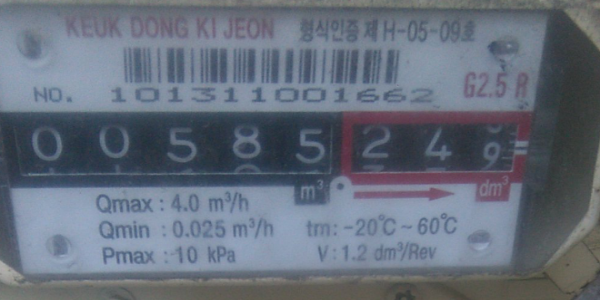 KEUK DONG KI JEON 형식인증 제 H-05-09호
NO. 101311001662 G2.5 R
00585 249
m³ dm³
Qmax : 4.0 m³/h
Qmin : 0.025 m³/h tm: -20℃ ~ 60℃
Pmax : 10 kPa V : 1.2 dm³/Rev